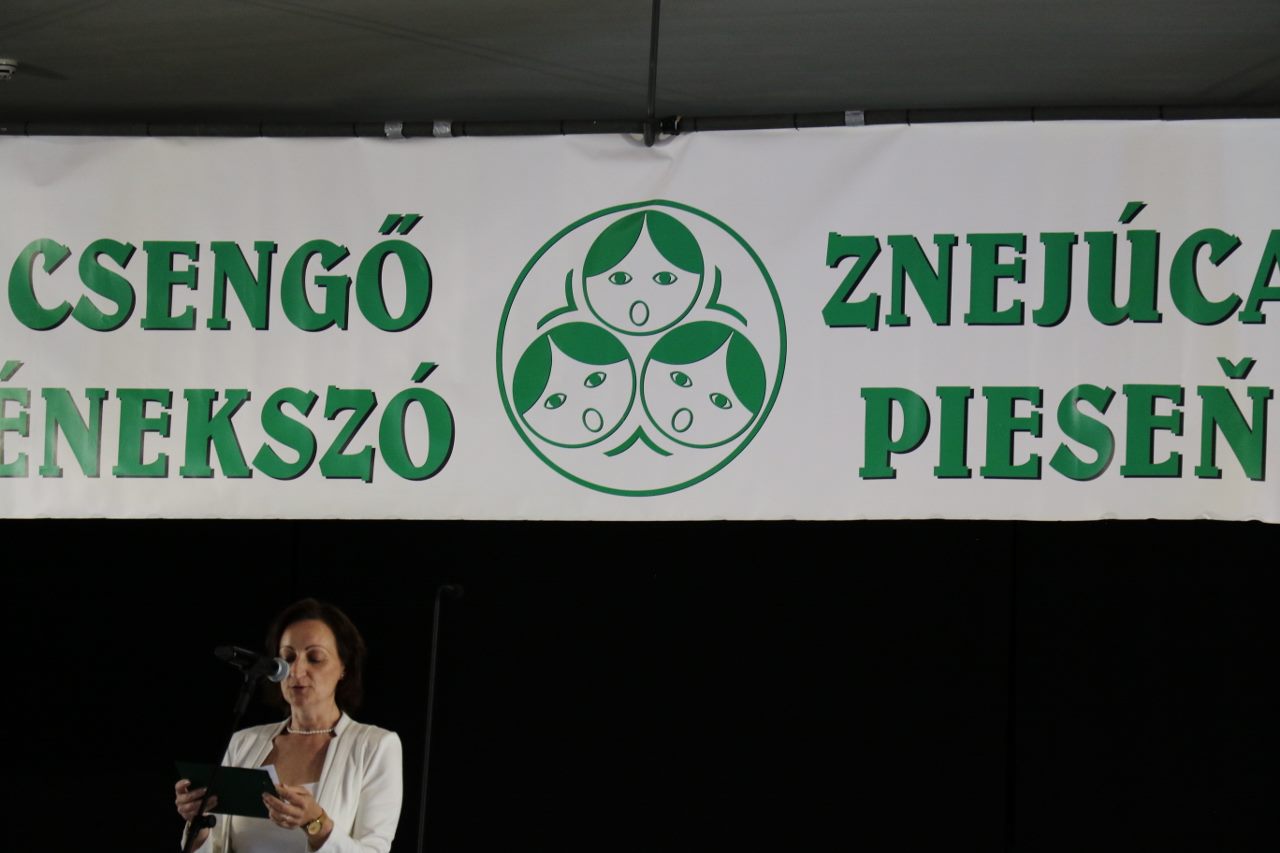 CSENGŐ
ÉNEKSZÓ
ZNEJÚCA
PIESEŇ